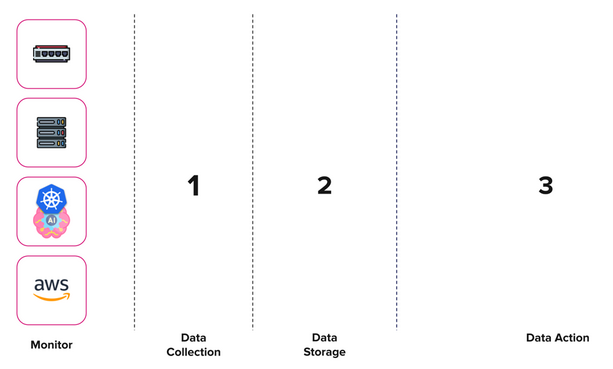 AI
aws
1
2
3
Monitor
Data
Collection
Data
Storage
Data Action